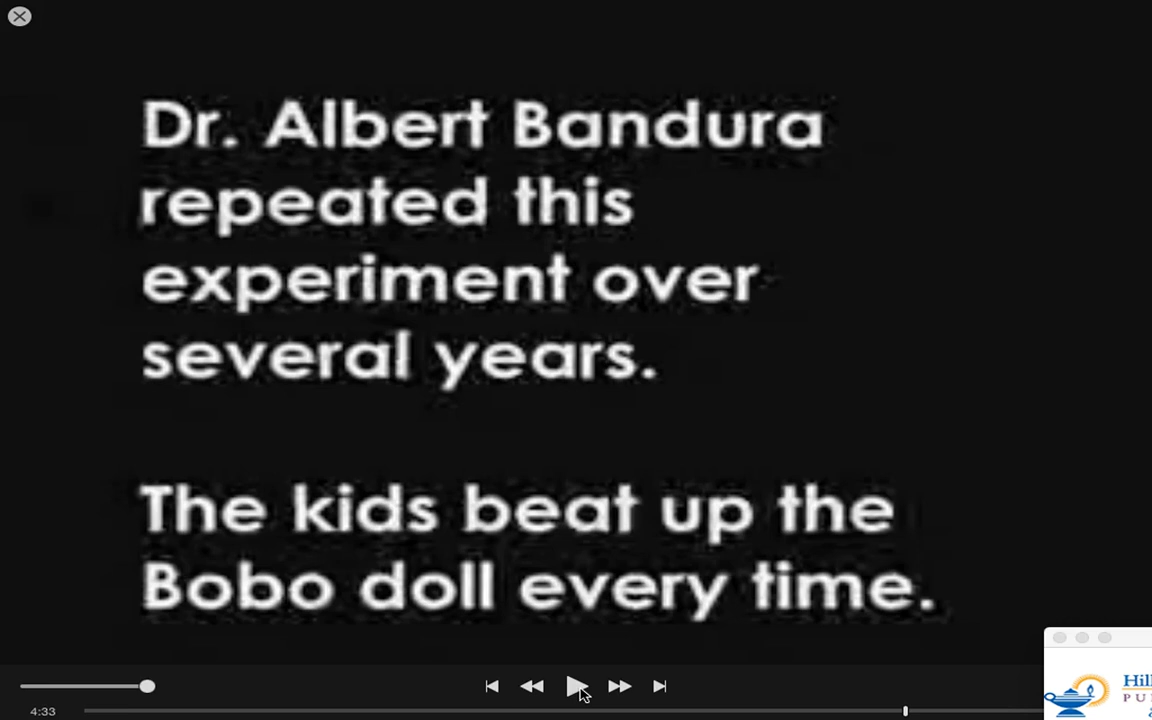 Dr. Albert Bandura
repeated this
experiment over
several years.
The kids beat up the
Bobo doll every time.
4:33